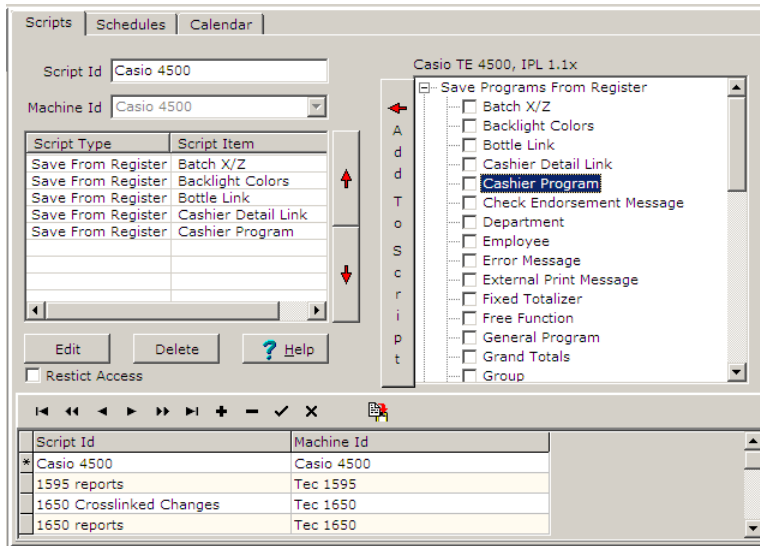 Scripts Schedules Calendar
Script Id Casio 4500
Machine Id Casio 4500
Script Type Script Item
Save From Register Batch X/Z
Save From Register Backlight Colors
Save From Register Bottle Link
Save From Register Cashier Detail Link
Save From Register Cashier Program
Edit Delete ? Help
Restict Access
Add To Script
Casio TE 4500, IPL 1.1x
Save Programs From Register
Batch X/Z
Backlight Colors
Bottle Link
Cashier Detail Link
Cashier Program
Check Endorsement Message
Department
Employee
Error Message
External Print Message
Fixed Totalizer
Free Function
General Program
Grand Totals
Group
Script Id Machine Id
* Casio 4500 Casio 4500
1595 reports Tec 1595
1650 Crosslinked Changes Tec 1650
1650 reports Tec 1650